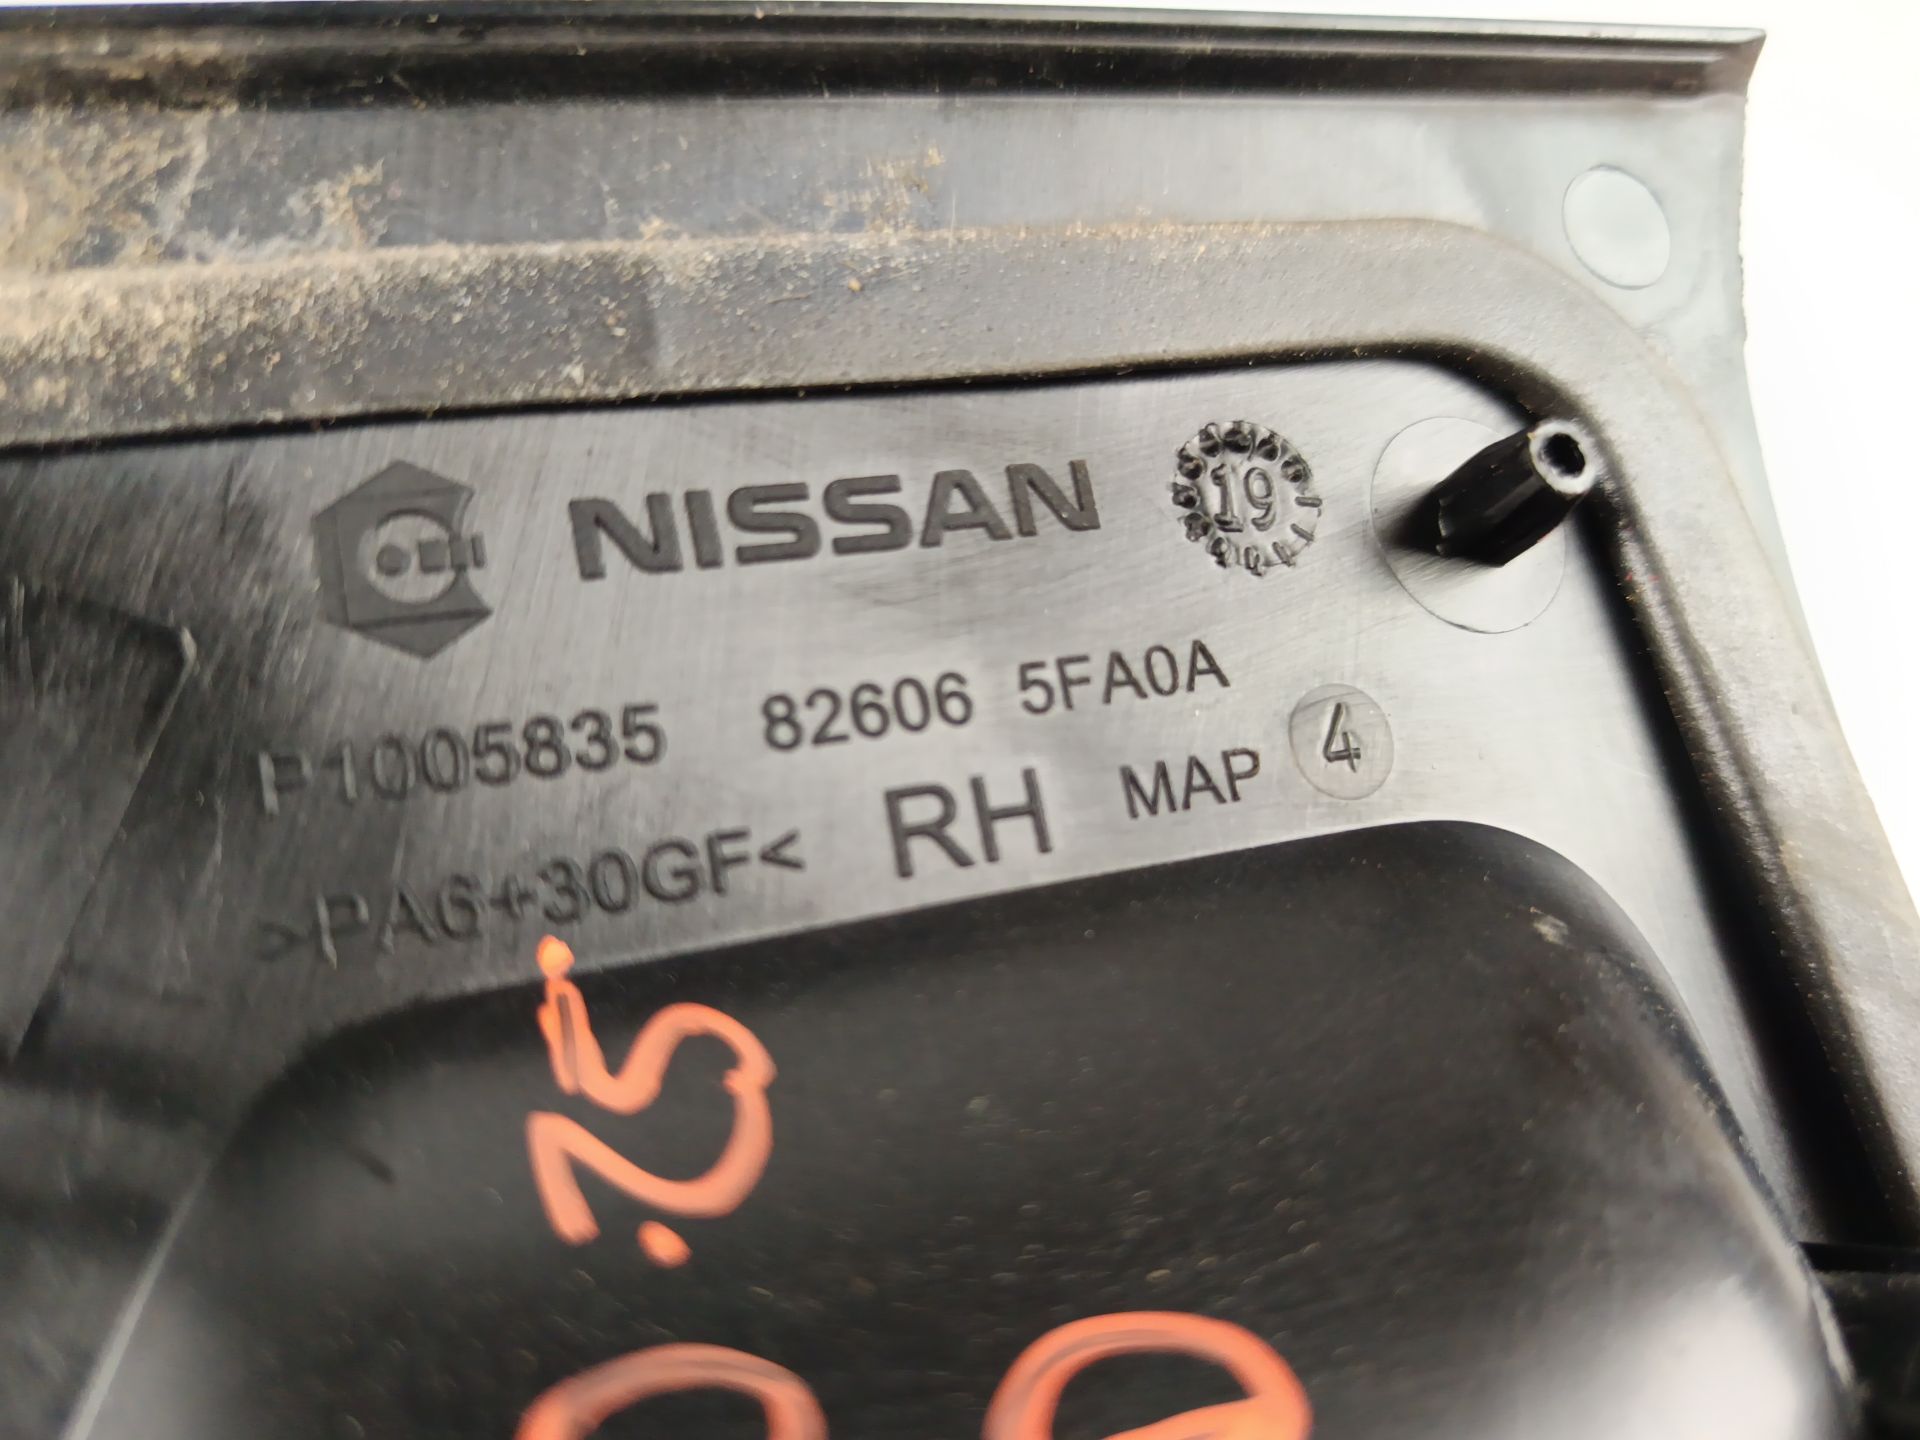 NISSAN 19
P1005835 82606 5FA0A
>PA6+30GF< RH MAP 4